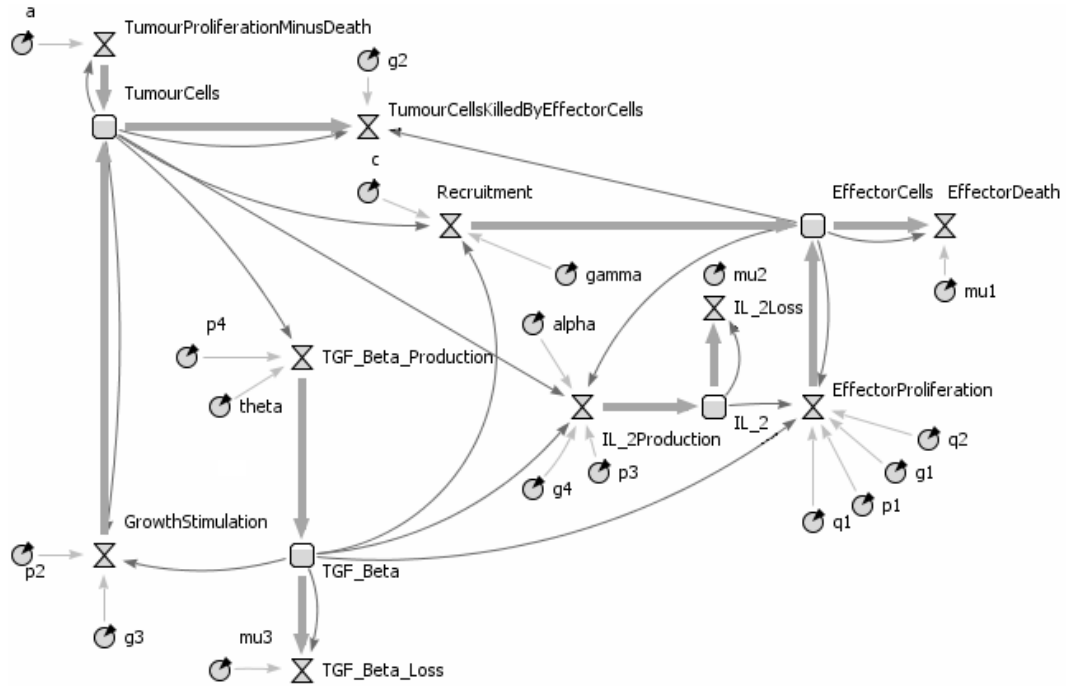 a
TumourProliferationMinusDeath
g2
TumourCells
TumourCellsKilledByEffectorCells
c
Recruitment
EffectorCells
EffectorDeath
gamma
mu2
mu1
IL_2Loss
p4
alpha
TGF_Beta_Production
theta
EffectorProliferation
IL_2
IL_2Production
q2
p3
g1
g4
p1
q1
GrowthStimulation
p2
TGF_Beta
g3
mu3
TGF_Beta_Loss